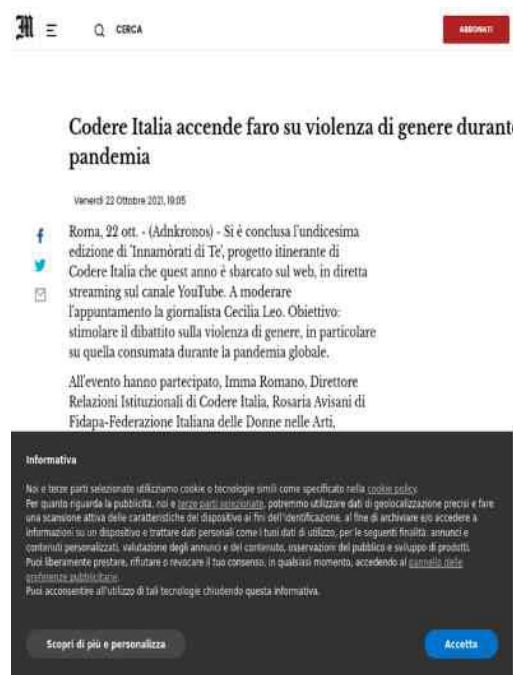 M
CERCA
ABBONATI
Codere Italia accende faro su violenza di genere durante
pandemia
Venerdì 22 Ottobre 2021, 19:05
Roma, 22 ott. - (Adnkronos) - Si è conclusa l'undicesima
edizione di 'Innamòrati di Te', progetto itinerante di
Codere Italia che quest anno è sbarcato sul web, in diretta
streaming sul canale YouTube. A moderare
l'appuntamento la giornalista Cecilia Leo. Obiettivo:
stimolare il dibattito sulla violenza di genere, in particolare
su quella consumata durante la pandemia globale.
All'evento hanno partecipato, Imma Romano, Direttore
Relazioni Istituzionali di Codere Italia, Rosaria Avisani di
Fidapa-Federazione Italiana delle Donne nelle Arti,
Informativa
Noi e terze parti selezionate utilizziamo cookie o tecnologie simili come specificato nella cookie policy.
Per quanto riguarda la pubblicità, noi e terze parti selezionate, potremmo utilizzare dati di geolocalizzazione precisi e fare
una scansione attiva delle caratteristiche del dispositivo ai fini dell'identificazione, al fine di archiviare e/o accedere a
informazioni su un dispositivo e trattare dati personali come i tuoi dati di utilizzo, per le seguenti finalità: annunci e
contenuti personalizzati, valutazione degli annunci e del contenuto, osservazioni del pubblico e sviluppo di prodotti.
Puoi liberamente prestare, rifiutare o revocare il tuo consenso, in qualsiasi momento, accedendo al pannello delle
preferenze pubblicitarie.
Puoi acconsentire all'utilizzo di tali tecnologie chiudendo questa informativa.
Scopri di più e personalizza
Accetta